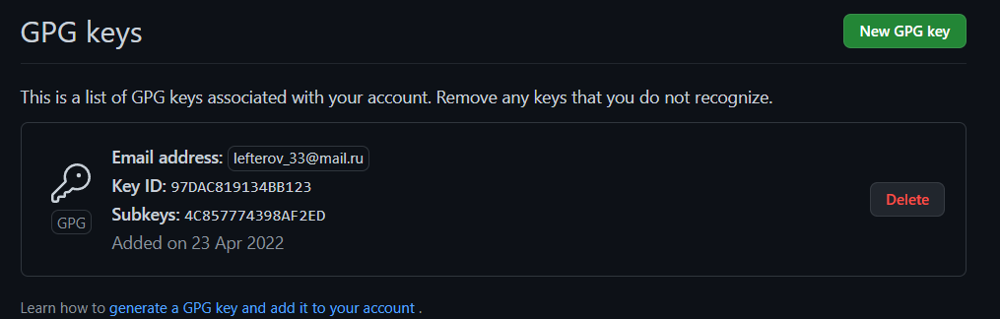 GPG keys
New GPG key
This is a list of GPG keys associated with your account. Remove any keys that you do not recognize.
Email address: lefterov_33@mail.ru
Key ID: 97DAC819134BB123
Subkeys: 4C857774398AF2ED
GPG
Added on 23 Apr 2022
Delete
Learn how to generate a GPG key and add it to your account .